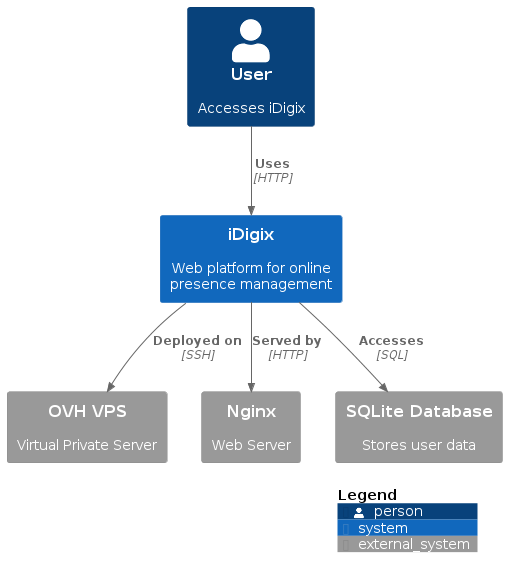 User
Accesses iDigix
Uses
[HTTP]
iDigix
Web platform for online
presence management
Deployed on
[SSH]
Served by
[HTTP]
Accesses
[SQL]
OVH VPS
Virtual Private Server
Nginx
Web Server
SQLite Database
Stores user data
Legend
person
system
external_system